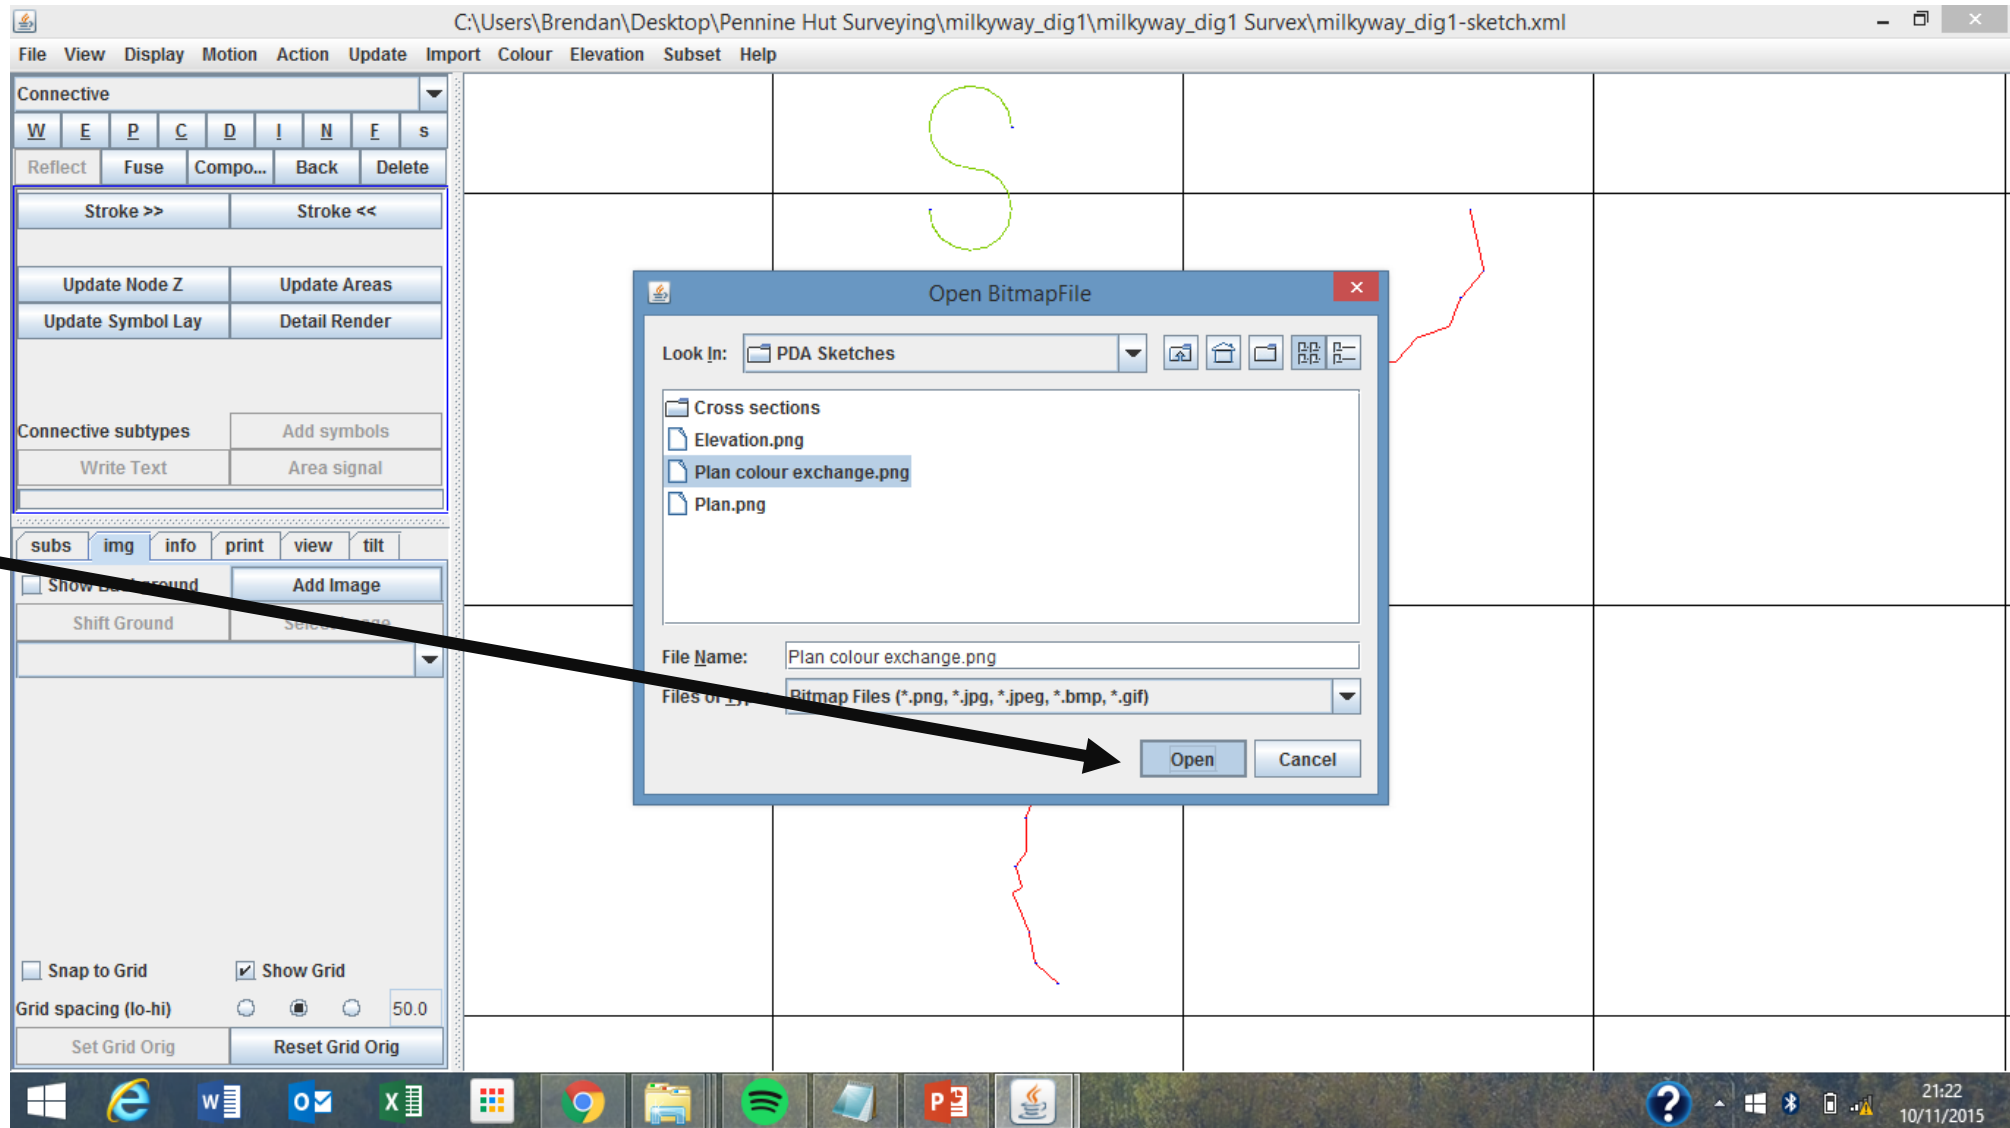 C:\Users\Brendan\Desktop\Pennine Hut Surveying\milkyway_dig1\milkyway_dig1 Survex\milkyway_dig1-sketch.xml
File View Display Motion Action Update Import Colour Elevation Subset Help
Connective
W E P C D I N F s
Reflect Fuse Compo... Back Delete
Stroke >> Stroke <<
Update Node Z Update Areas
Update Symbol Lay Detail Render
Connective subtypes Add symbols
Write Text Area signal
subs img info print view tilt
Show Background Add Image
Shift Ground
Snap to Grid Show Grid
Grid spacing (lo-hi) 50.0
Set Grid Orig Reset Grid Orig
Open BitmapFile
Look In: PDA Sketches
Cross sections
Elevation.png
Plan colour exchange.png
Plan.png
File Name: Plan colour exchange.png
Files of Bitmap Files (*.png, *.jpg, *.jpeg, *.bmp, *.gif)
Open Cancel
21:22
10/11/2015